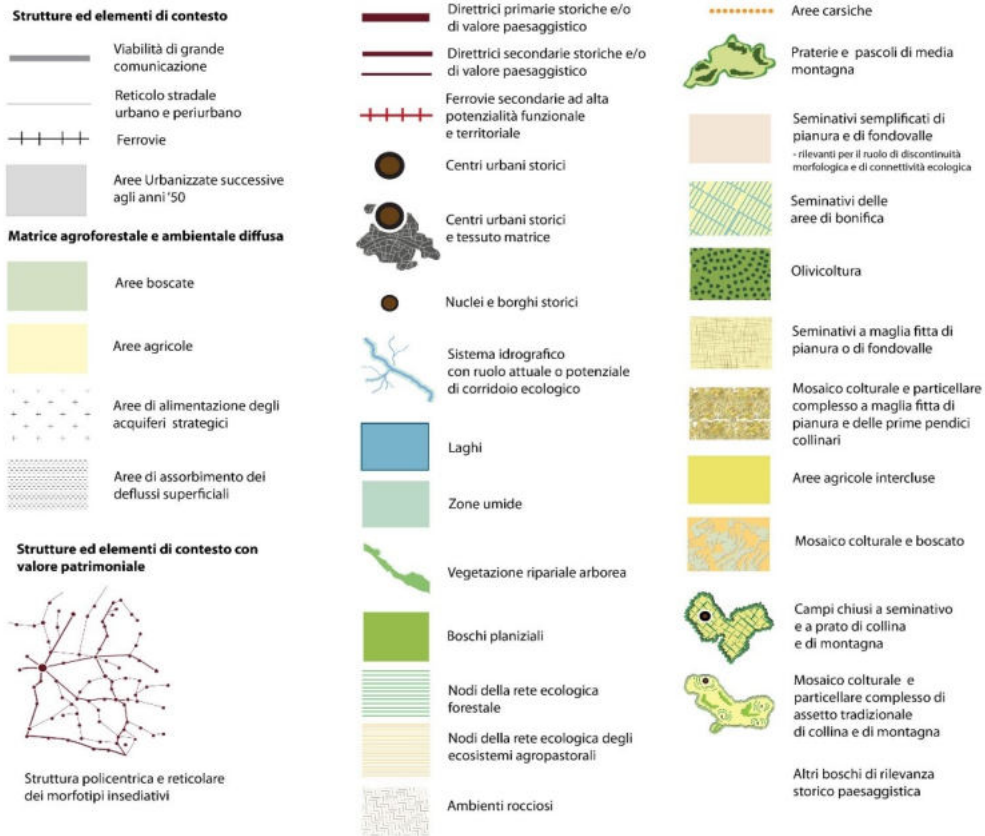 Strutture ed elementi di contesto
Viabilità di grande
comunicazione
Reticolo stradale
urbano e periurbano
Ferrovie
Aree Urbanizzate successive
agli anni '50
Matrice agroforestale e ambientale diffusa
Aree boscate
Aree agricole
Aree di alimentazione degli
acquiferi strategici
Aree di assorbimento dei
deflussi superficiali
Strutture ed elementi di contesto con
valore patrimoniale
Struttura policentrica e reticolare
dei morfotipi insediativi
Direttrici primarie storiche e/o
di valore paesaggistico
Direttrici secondarie storiche e/o
di valore paesaggistico
Ferrovie secondarie ad alta
potenzialità funzionale
e territoriale
Centri urbani storici
Centri urbani storici
e tessuto matrice
Nuclei e borghi storici
Sistema idrografico
con ruolo attuale o potenziale
di corridoio ecologico
Laghi
Zone umide
Vegetazione ripariale arborea
Boschi planiziali
Nodi della rete ecologica
forestale
Nodi della rete ecologica degli
ecosistemi agropastorali
Ambienti rocciosi
Aree carsiche
Praterie e pascoli di media
montagna
Seminativi semplificati di
pianura e di fondovalle
- rilevanti per il ruolo di discontinuità
morfologica e di connettività ecologica
Seminativi delle
aree di bonifica
Olivicoltura
Seminativi a maglia fitta di
pianura o di fondovalle
Mosaico colturale e particellare
complesso a maglia fitta di
pianura e delle prime pendici
collinari
Aree agricole intercluse
Mosaico colturale e boscato
Campi chiusi a seminativo
e a prato di collina
e di montagna
Mosaico colturale e
particellare complesso di
assetto tradizionale
di collina e di montagna
Altri boschi di rilevanza
storico paesaggistica